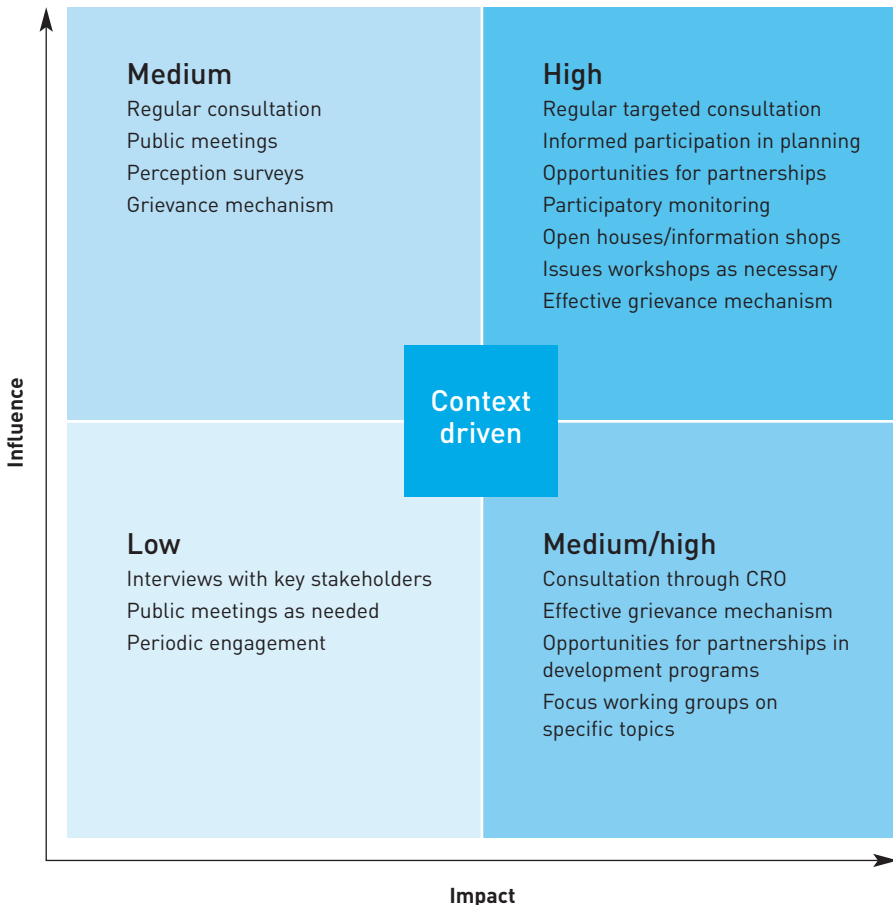 Medium
Regular consultation
Public meetings
Perception surveys
Grievance mechanism
High
Regular targeted consultation
Informed participation in planning
Opportunities for partnerships
Participatory monitoring
Open houses/information shops
Issues workshops as necessary
Effective grievance mechanism
Influence
Context
driven
Low
Interviews with key stakeholders
Public meetings as needed
Periodic engagement
Medium/high
Consultation through CRO
Effective grievance mechanism
Opportunities for partnerships in
development programs
Focus working groups on
specific topics
Impact